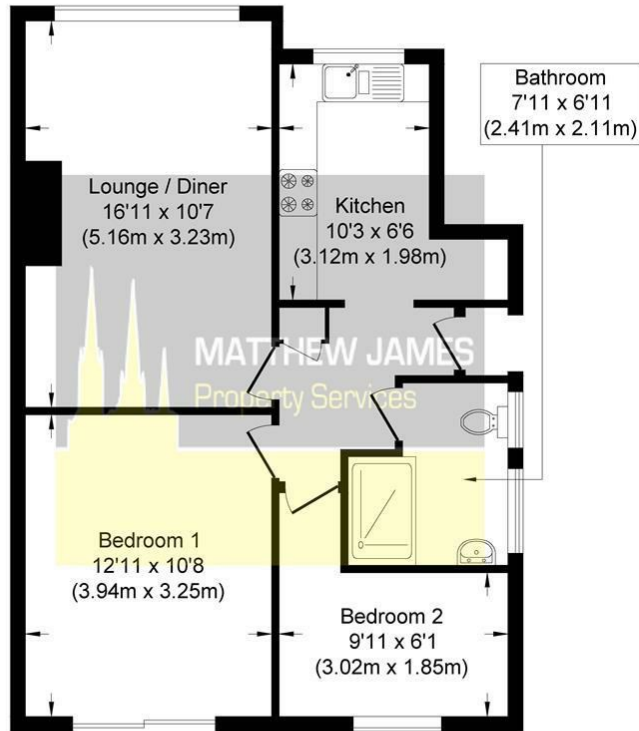 Bathroom
7'11 x 6'11
(2.41m x 2.11m)
Lounge / Diner
16'11 x 10'7
(5.16m x 3.23m)
Kitchen
10'3 x 6'6
(3.12m x 1.98m)
MATTHEW JAMES
Property Services
Bedroom 1
12'11 x 10'8
(3.94m x 3.25m)
Bedroom 2
9'11 x 6'1
(3.02m x 1.85m)